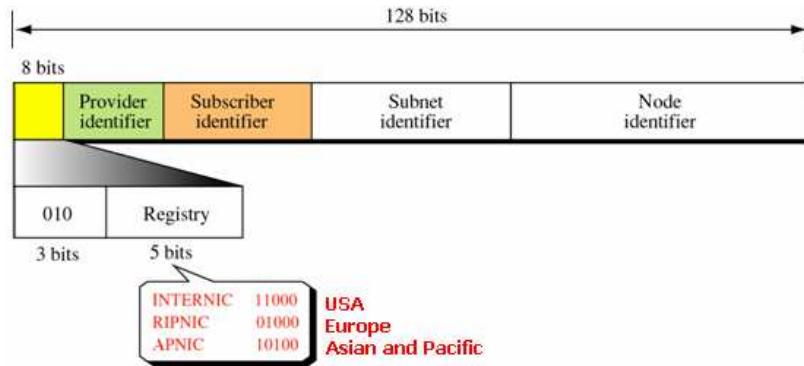 128 bits
8 bits
Provider identifier
Subscriber identifier
Subnet identifier
Node identifier
010
Registry
3 bits
5 bits
INTERNIC 11000 USA
RIPNIC 01000 Europe
APNIC 10100 Asian and Pacific